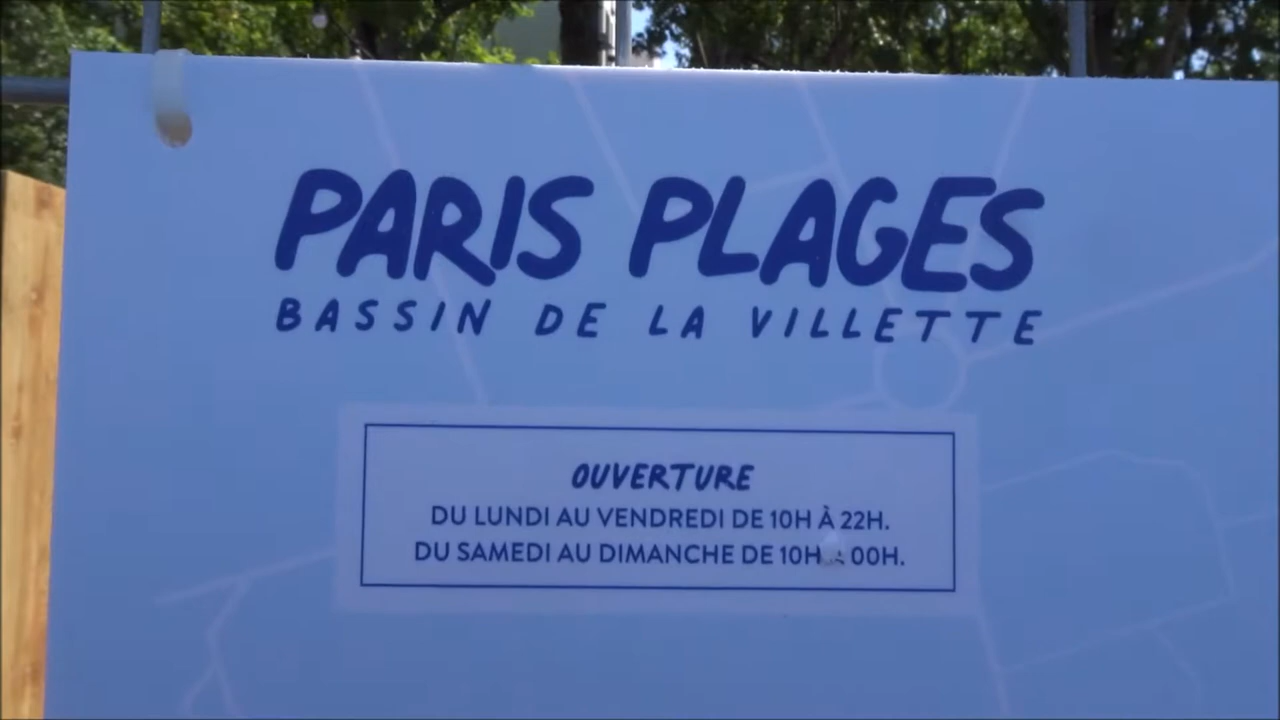 PARIS PLAGES
BASSIN DE LA VILLETTE
OUVERTURE
DU LUNDI AU VENDREDI DE 10H À 22H.
DU SAMEDI AU DIMANCHE DE 10H À 00H.